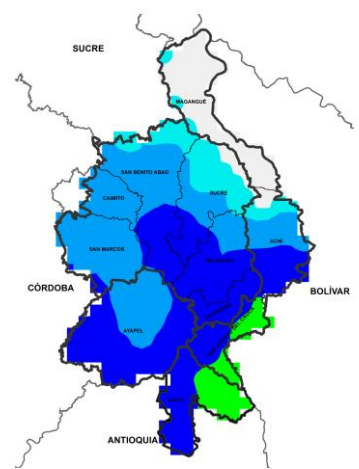 SUCRE
MAGANGUÉ
SAN BENITO ABAD
CAIMITO
SUCRE
SAN MARCOS
ACHÍ
CÓRDOBA
BOLÍVAR
AYAPEL
ANTIOQUIA